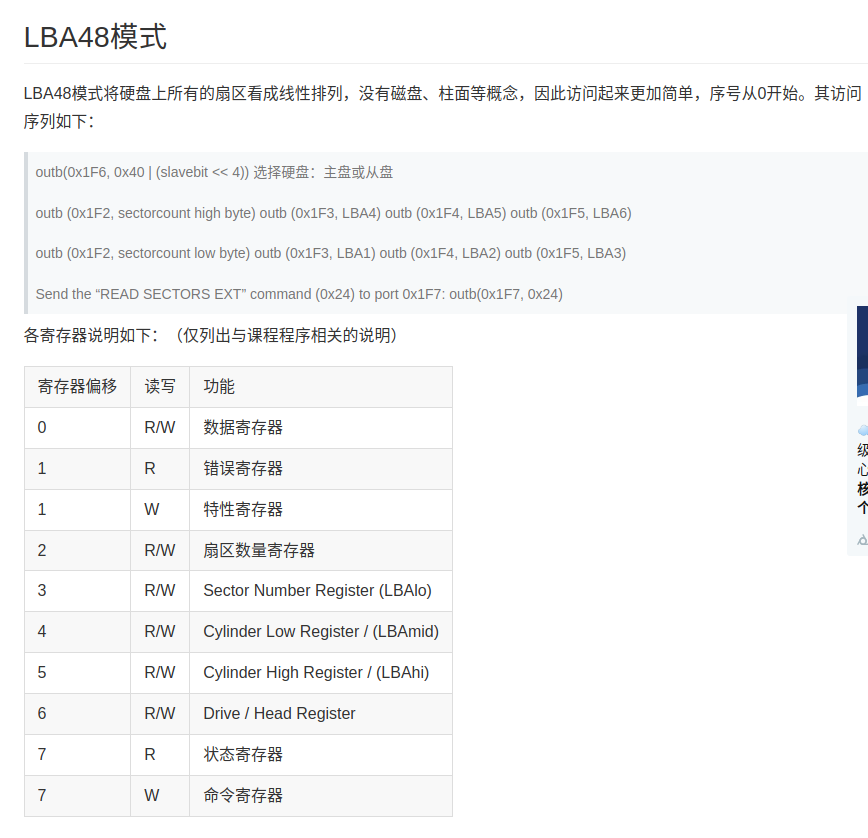 LBA48模式
LBA48模式将硬盘上所有的扇区看成线性排列，没有磁盘、柱面等概念，因此访问起来更加简单，序号从0开始。其访问
序列如下：
outb(0x1F6, 0x40 | (slavebit << 4)) 选择硬盘：主盘或从盘
outb (0x1F2, sectorcount high byte) outb (0x1F3, LBA4) outb (0x1F4, LBA5) outb (0x1F5, LBA6)
outb (0x1F2, sectorcount low byte) outb (0x1F3, LBA1) outb (0x1F4, LBA2) outb (0x1F5, LBA3)
Send the “READ SECTORS EXT” command (0x24) to port 0x1F7: outb(0x1F7, 0x24)
各寄存器说明如下：（仅列出与课程程序相关的说明）
寄存器偏移 读写 功能
0 R/W 数据寄存器
1 R 错误寄存器
1 W 特性寄存器
2 R/W 扇区数量寄存器
3 R/W Sector Number Register (LBAlo)
4 R/W Cylinder Low Register / (LBAmid)
5 R/W Cylinder High Register / (LBAhi)
6 R/W Drive / Head Register
7 R 状态寄存器
7 W 命令寄存器
级
心
核
个